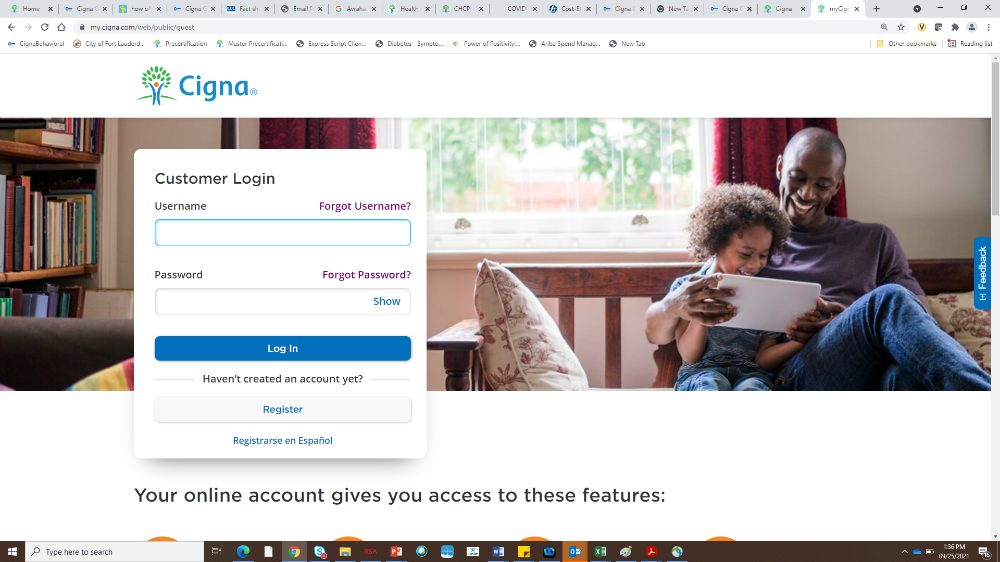 Home -
Cigna C
how oft
Cigna C
CDC
Fact sh
Email P
Avraha
Health
CHCP -
COVID-
Cost-Ef
Cigna C
New Ta
Cigna C
Cigna
myCign
my.cigna.com/web/public/guest
CignaBehavioral
City of Fort Lauderd...
Precertification
Master Precertificati...
Express Script Clien...
Diabetes - Sympto...
Power of Positivity:...
Ariba Spend Manag...
New Tab
Other bookmarks
Reading list
Cigna®
Customer Login
Username Forgot Username?
Password Forgot Password?
Show
Log In
Haven’t created an account yet?
Register
Registrarse en Español
[+] Feedback
Your online account gives you access to these features:
Type here to search
RSA
1:36 PM
09/25/2021
16